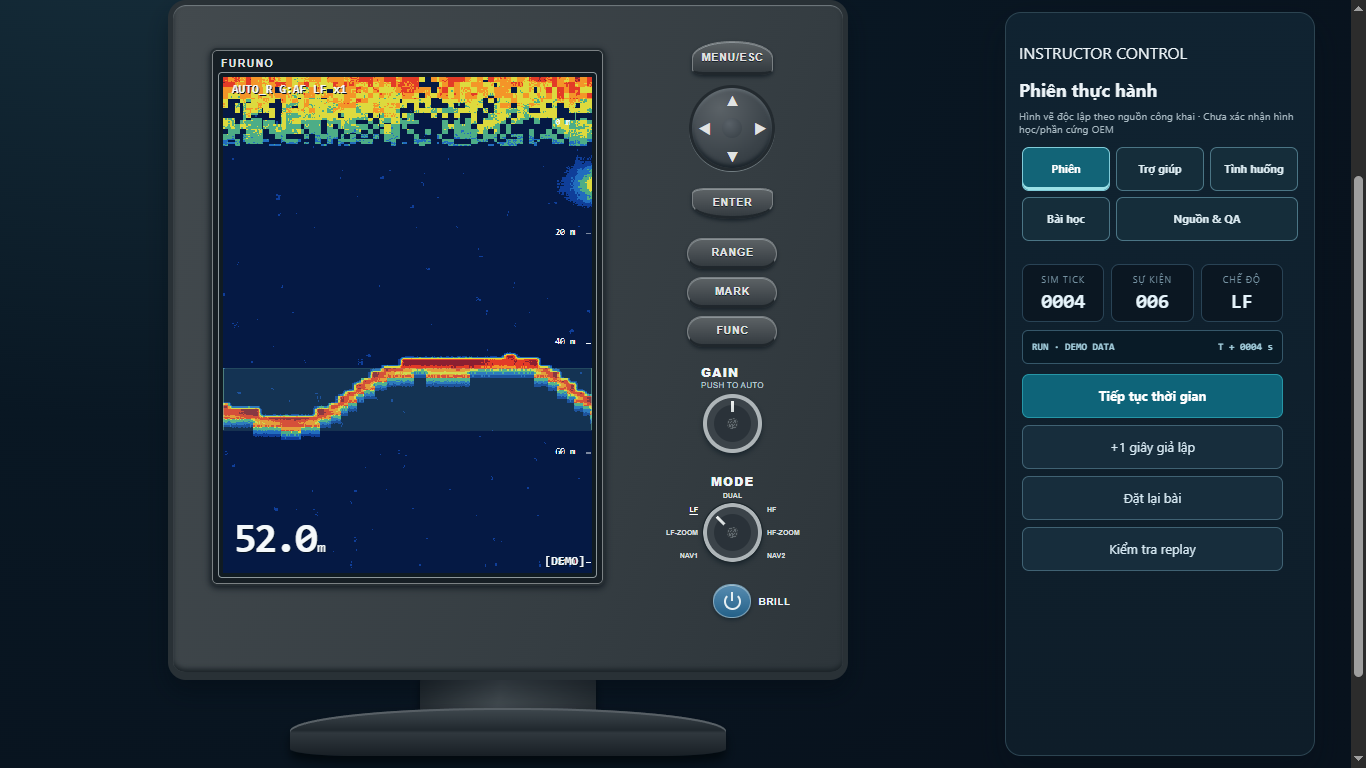 FURUNO
AUTO_R G:AF LF x1
0 m
20 m
40 m
60 m
52.0m
[DEMO]
MENU/ESC
ENTER
RANGE
MARK
FUNC
GAIN
PUSH TO AUTO
MODE
DUAL
LF
HF
LF-ZOOM
HF-ZOOM
NAV1
NAV2
BRILL
INSTRUCTOR CONTROL
Phiên thực hành
Hình vẽ độc lập theo nguồn công khai · Chưa xác nhận hình
học/phần cứng OEM
Phiên
Trợ giúp
Tình huống
Bài học
Nguồn & QA
SIM TICK
SỰ KIỆN
CHẾ ĐỘ
0004
006
LF
RUN · DEMO DATA
T + 0004 s
Tiếp tục thời gian
+1 giây giả lập
Đặt lại bài
Kiểm tra replay